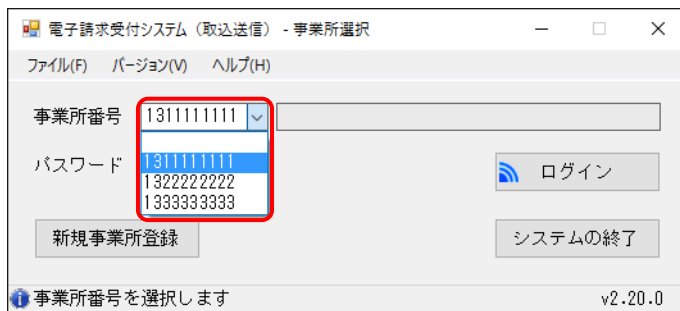 電子請求受付システム（取込送信） - 事業所選択
ファイル(F) バージョン(V) ヘルプ(H)
事業所番号 1311111111
1311111111
1322222222
1333333333
パスワード
ログイン
新規事業所登録 システムの終了
事業所番号を選択します v2.20.0